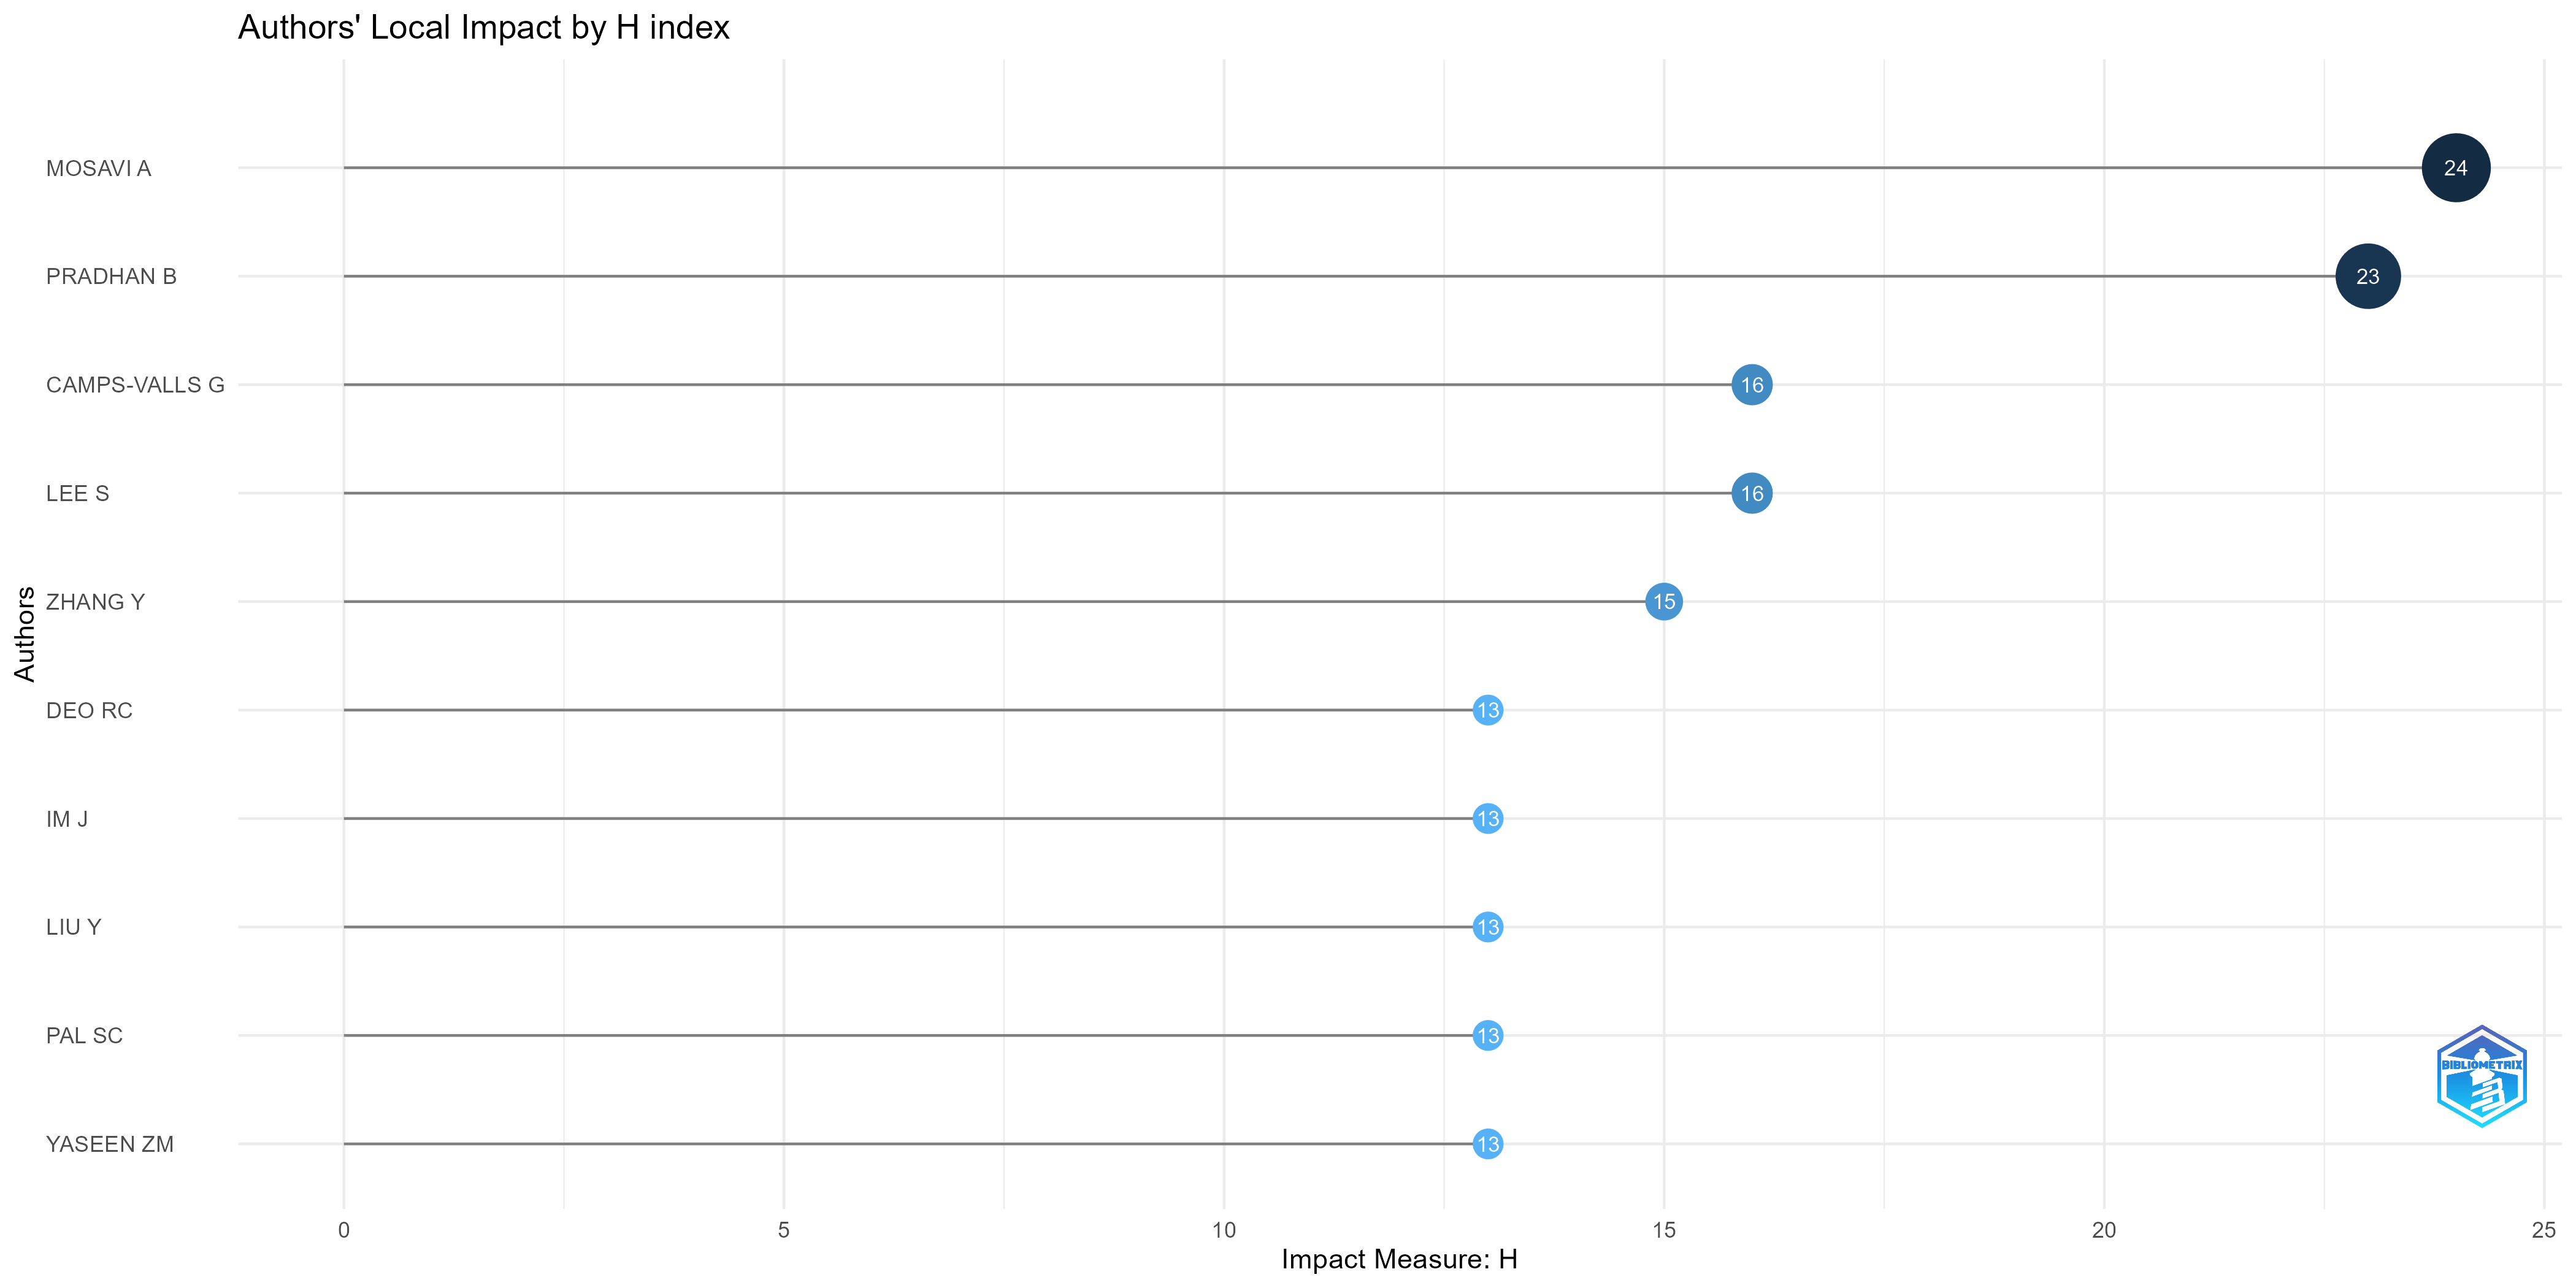 Authors' Local Impact by H index
Authors
MOSAVI A
24
PRADHAN B
23
CAMPS-VALLS G
16
LEE S
16
ZHANG Y
15
DEO RC
13
IM J
13
LIU Y
13
PAL SC
13
YASEEN ZM
13
BIBLIOMETRIX
0 5 10 15 20 25
Impact Measure: H